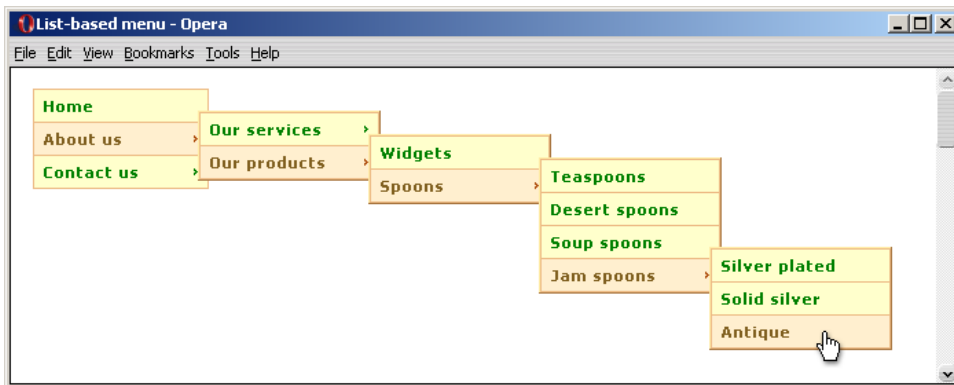 List-based menu - Opera
File Edit View Bookmarks Tools Help
Home
About us
Contact us
Our services
Our products
Widgets
Spoons
Teaspoons
Desert spoons
Soup spoons
Jam spoons
Silver plated
Solid silver
Antique